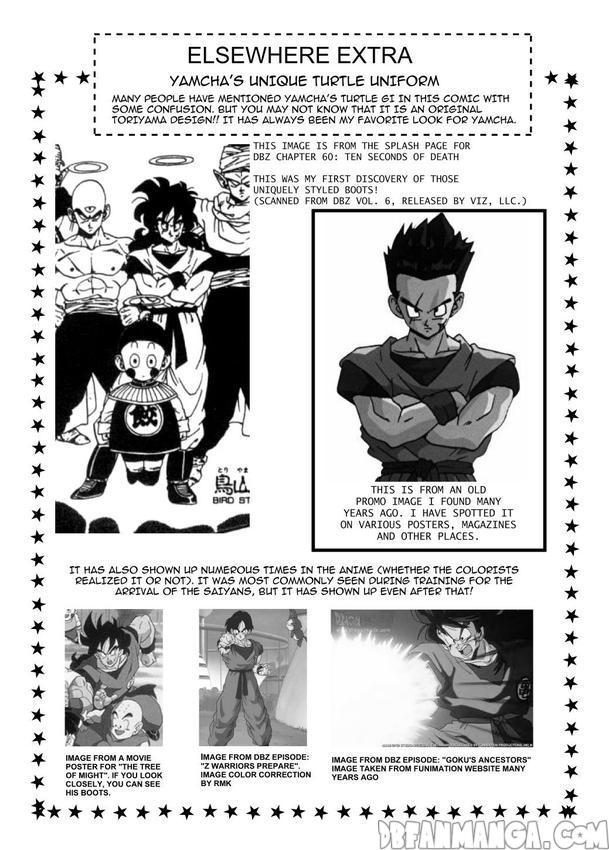 ELSEWHERE EXTRA
YAMCHA'S UNIQUE TURTLE UNIFORM
MANY PEOPLE HAVE MENTIONED YAMCHA'S TURTLE GI IN THIS COMIC WITH
SOME CONFUSION. BUT YOU MAY NOT KNOW THAT IT IS AN ORIGINAL
TORIYAMA DESIGN!! IT HAS ALWAYS BEEN MY FAVORITE LOOK FOR YAMCHA.
THIS IMAGE IS FROM THE SPLASH PAGE FOR
DBZ CHAPTER 60: TEN SECONDS OF DEATH
THIS WAS MY FIRST DISCOVERY OF THOSE
UNIQUELY STYLED BOOTS!
(SCANNED FROM DBZ VOL. 6, RELEASED BY VIZ, LLC.)
餃
とり やま
鳥山
BIRD ST
THIS IS FROM AN OLD
PROMO IMAGE I FOUND MANY
YEARS AGO. I HAVE SPOTTED IT
ON VARIOUS POSTERS, MAGAZINES
AND OTHER PLACES.
IT HAS ALSO SHOWN UP NUMEROUS TIMES IN THE ANIME (WHETHER THE COLORISTS
REALIZED IT OR NOT). IT WAS MOST COMMONLY SEEN DURING TRAINING FOR THE
ARRIVAL OF THE SAIYANS, BUT IT HAS SHOWN UP EVEN AFTER THAT!
IMAGE FROM A MOVIE
POSTER FOR "THE TREE
OF MIGHT". IF YOU LOOK
CLOSELY, YOU CAN SEE
HIS BOOTS.
IMAGE FROM DBZ EPISODE:
"Z WARRIORS PREPARE".
IMAGE COLOR CORRECTION
BY RMK
IMAGE FROM DBZ EPISODE: "GOKU'S ANCESTORS"
IMAGE TAKEN FROM FUNIMATION WEBSITE MANY
YEARS AGO
DBFANMANGA.COM